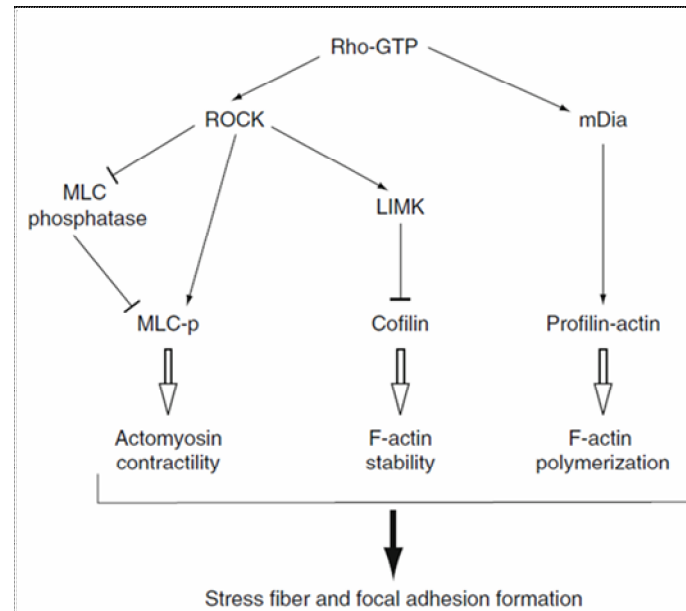 Rho-GTP
ROCK
mDia
MLC
phosphatase
LIMK
MLC-p
Cofilin
Profilin-actin
Actomyosin
contractility
F-actin
stability
F-actin
polymerization
Stress fiber and focal adhesion formation